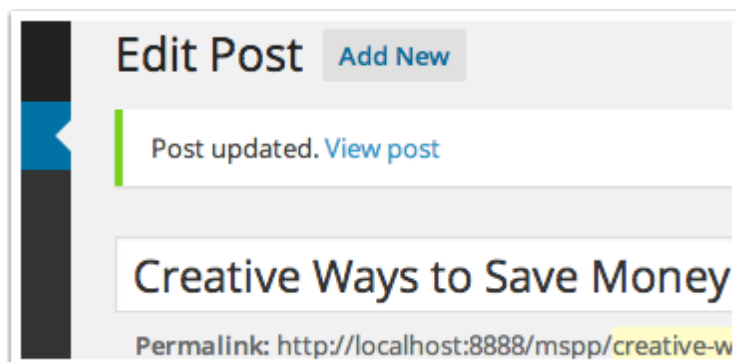 Edit Post Add New
Post updated. View post
Creative Ways to Save Money
Permalink: http://localhost:8888/mspp/creative-w